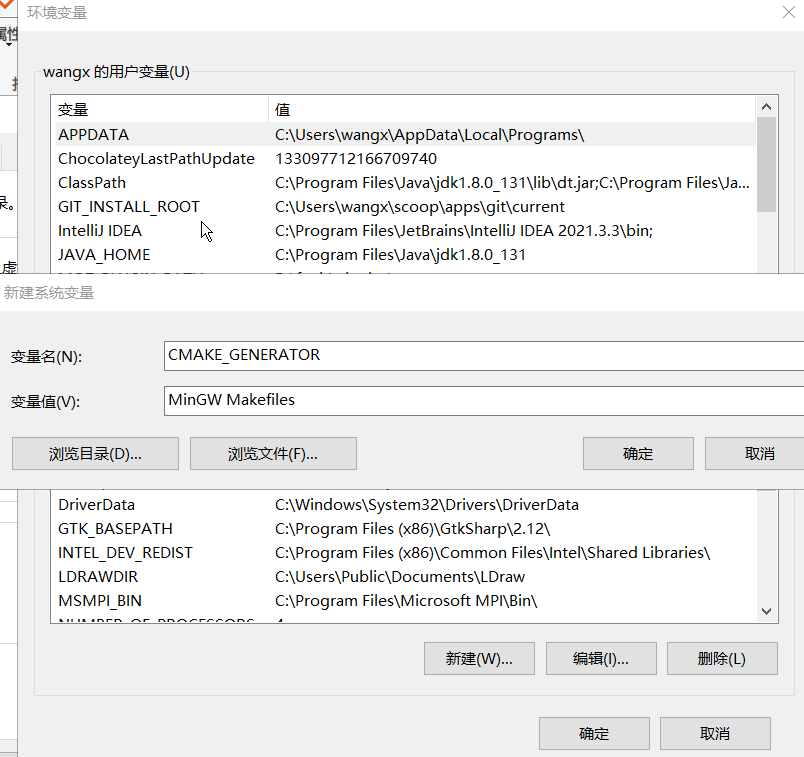 环境变量
属性
wangx 的用户变量(U)
变量 值
APPDATA C:\Users\wangx\AppData\Local\Programs\
ChocolateyLastPathUpdate 133097712166709740
ClassPath C:\Program Files\Java\jdk1.8.0_131\lib\dt.jar;C:\Program Files\Ja...
录。
GIT_INSTALL_ROOT C:\Users\wangx\scoop\apps\git\current
IntelliJ IDEA C:\Program Files\JetBrains\IntelliJ IDEA 2021.3.3\bin;
JAVA_HOME C:\Program Files\Java\jdk1.8.0_131
虚
新建系统变量
变量名(N): CMAKE_GENERATOR
变量值(V): MinGW Makefiles
浏览目录(D)... 浏览文件(F)... 确定 取消
DriverData C:\Windows\System32\Drivers\DriverData
GTK_BASEPATH C:\Program Files (x86)\GtkSharp\2.12\
INTEL_DEV_REDIST C:\Program Files (x86)\Common Files\Intel\Shared Libraries\
LDRAWDIR C:\Users\Public\Documents\LDraw
MSMPI_BIN C:\Program Files\Microsoft MPI\Bin\
NUMBER_OF_PROCESSORS
新建(W)... 编辑(I)... 删除(L)
确定 取消